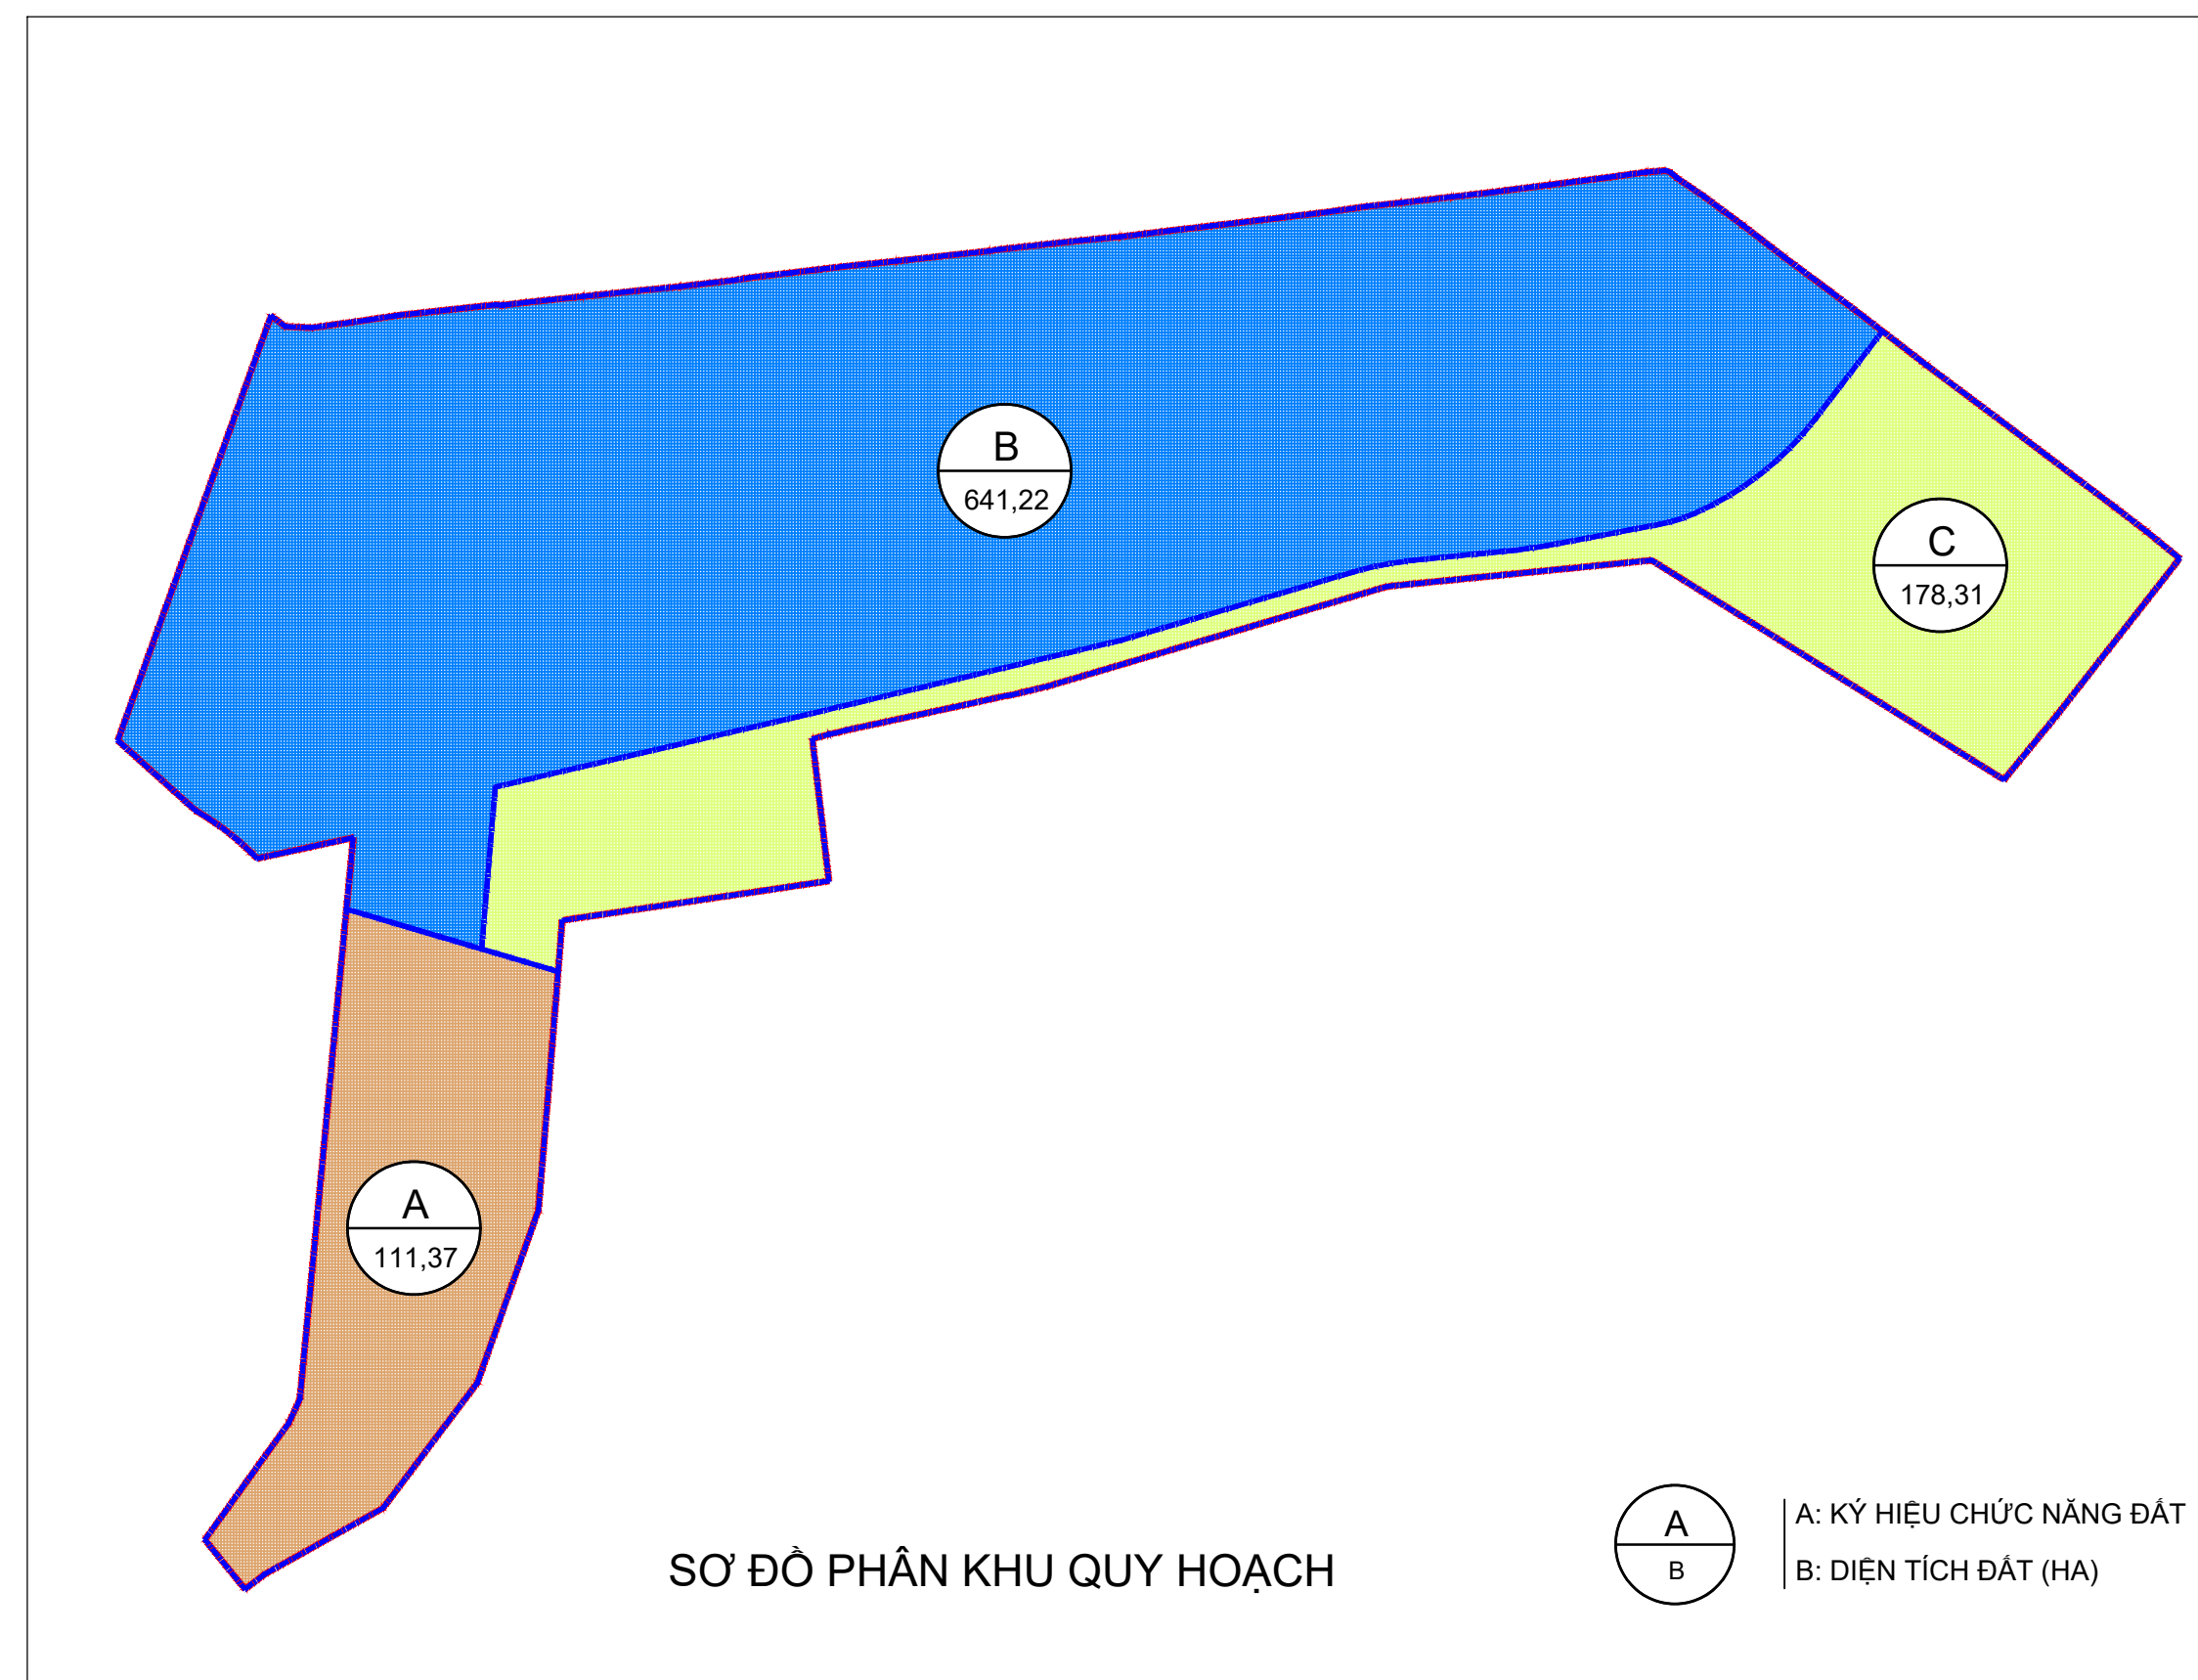 B
641,22
C
178,31
A
111,37
SƠ ĐỒ PHÂN KHU QUY HOẠCH
A
B
A: KÝ HIỆU CHỨC NĂNG ĐẤT
B: DIỆN TÍCH ĐẤT (HA)